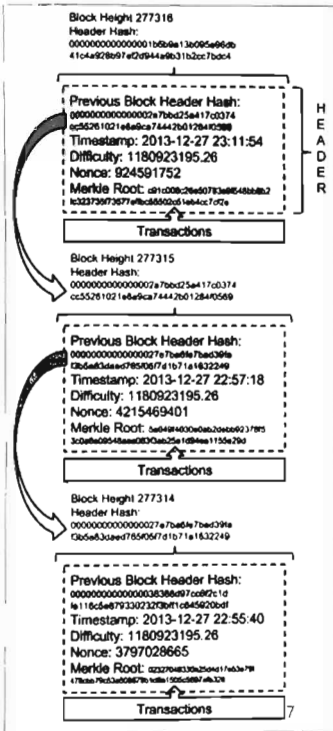 Block Height 277316
Header Hash:
0000000000000001b6b9a13b095e96db
41c4a928b97ef2d944a9b31b2cc7bdc4
HEADER
Previous Block Header Hash:
0000000000000002a7bbd25a417c0374
cc55261021e8a9ca74442b01284f0569
Timestamp: 2013-12-27 23:11:54
Difficulty: 1180923195.26
Nonce: 924591752
Merkle Root:
Transactions
Block Height 277315
Header Hash:
0000000000000002a7bbd25a417c0374
cc55261021e8a9ca74442b01284f0569
Previous Block Header Hash:
00000000000000027e7ba6fe7bad39fa
f3b5a83daed765f05f7d1b71a1632249
Timestamp: 2013-12-27 22:57:18
Difficulty: 1180923195.26
Nonce: 4215469401
Merkle Root:
Transactions
Block Height 277314
Header Hash:
00000000000000027e7ba6fe7bad39fa
f3b5a83daed765f05f7d1b71a1632249
Previous Block Header Hash:
Timestamp: 2013-12-27 22:55:40
Difficulty: 1180923195.26
Nonce: 3797028665
Merkle Root:
Transactions
7